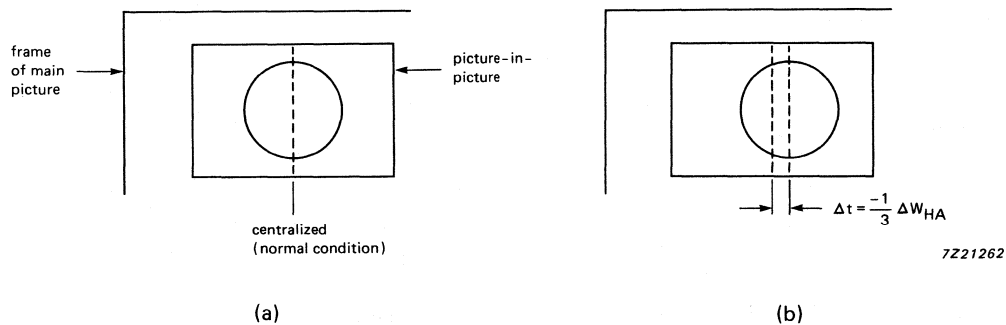 frame
of main
picture
picture-in-
picture
centralized
(normal condition)
Δt = -1/3 ΔW_HA
7Z21262
(a)
(b)